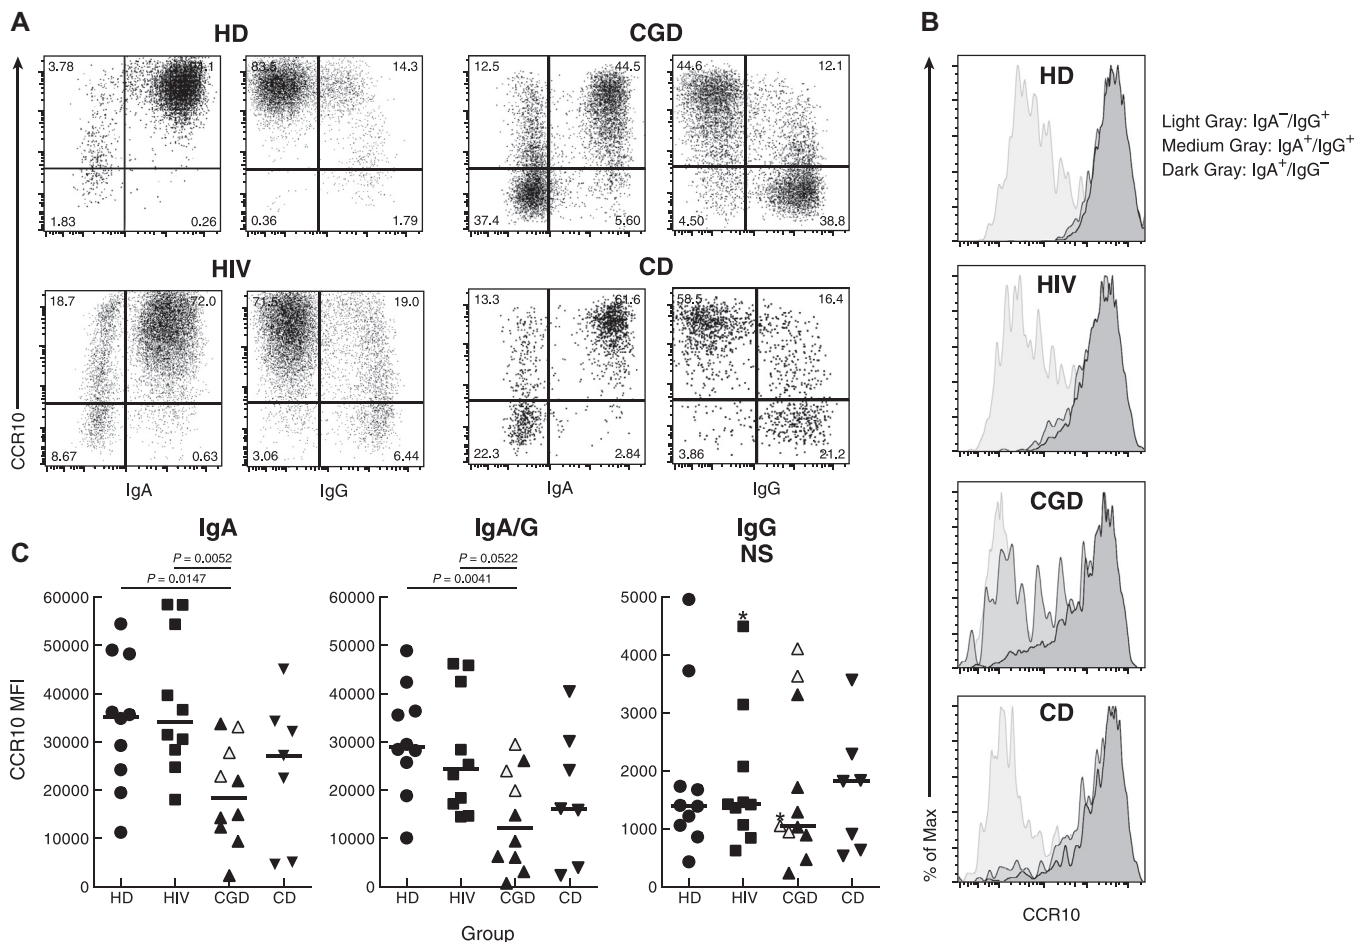 A
HD
CGD
3.78
83.5
14.3
12.5
44.5
44.6
12.1
1.83
0.26
0.36
1.79
37.4
5.60
4.50
38.8
HIV
CD
18.7
72.0
71.5
19.0
13.3
61.6
58.5
16.4
8.67
0.63
3.06
6.44
22.3
2.84
3.86
21.2
CCR10
IgA
IgG
IgA
IgG
B
HD
HIV
CGD
CD
Light Gray: IgA⁻/IgG⁺
Medium Gray: IgA⁺/IgG⁺
Dark Gray: IgA⁺/IgG⁻
% of Max
CCR10
C
IgA
P = 0.0052
P = 0.0147
60000
50000
40000
30000
20000
10000
0
HD HIV CGD CD
IgA/G
P = 0.0522
P = 0.0041
60000
50000
40000
30000
20000
10000
0
HD HIV CGD CD
IgG
NS
5000
4000
3000
2000
1000
0
*
*
HD HIV CGD CD
CCR10 MFI
Group